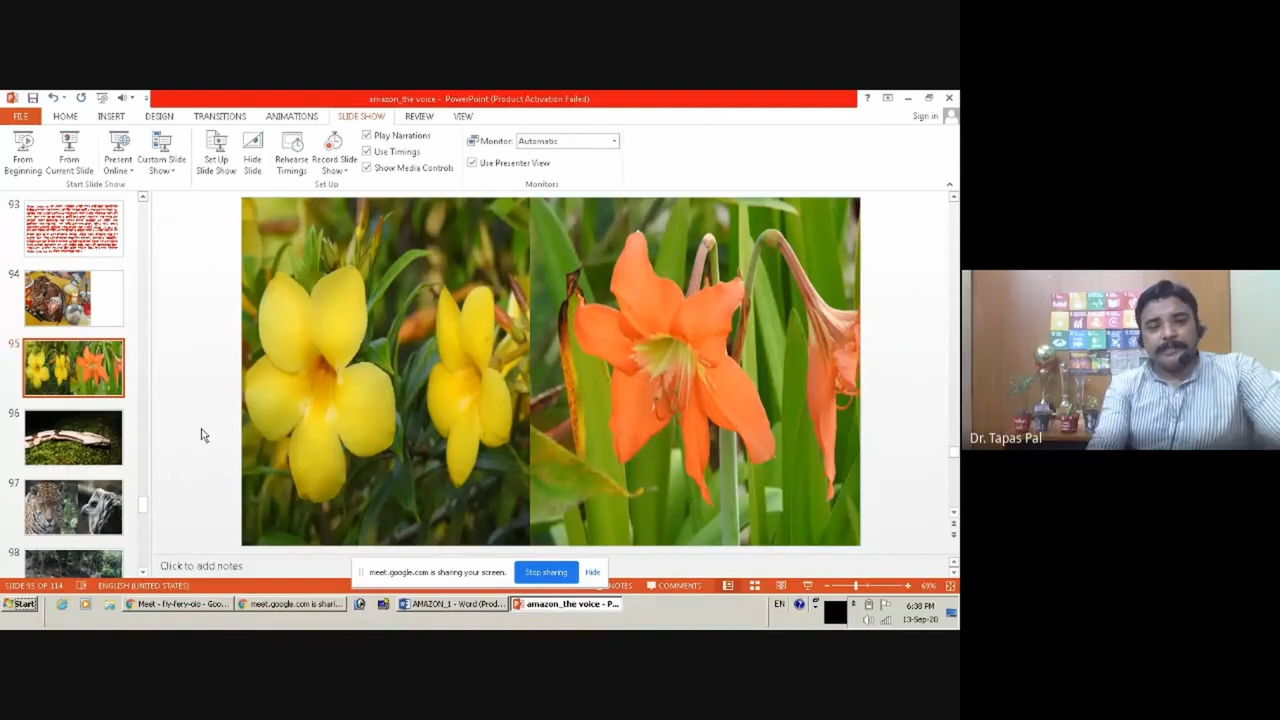 amazon_the voice - PowerPoint (Product Activation Failed)
Sign in
FILE HOME INSERT DESIGN TRANSITIONS ANIMATIONS SLIDE SHOW REVIEW VIEW
From Beginning
From Current Slide
Present Online
Custom Slide Show
Set Up Slide Show
Hide Slide
Rehearse Timings
Record Slide Show
Play Narrations
Use Timings
Show Media Controls
Monitor: Automatic
Use Presenter View
Start Slide Show
Set Up
Monitors
93
94
95
96
97
98
Dr. Tapas Pal
Click to add notes
meet.google.com is sharing your screen. Stop sharing Hide
SLIDE 95 OF 114 ENGLISH (UNITED STATES) NOTES COMMENTS 69%
Start Meet - fly-fery-oio - Goo... meet.google.com is shari... AMAZON_1 - Word (Prod... amazon_the voice - P... EN 6:38 PM
13-Sep-20